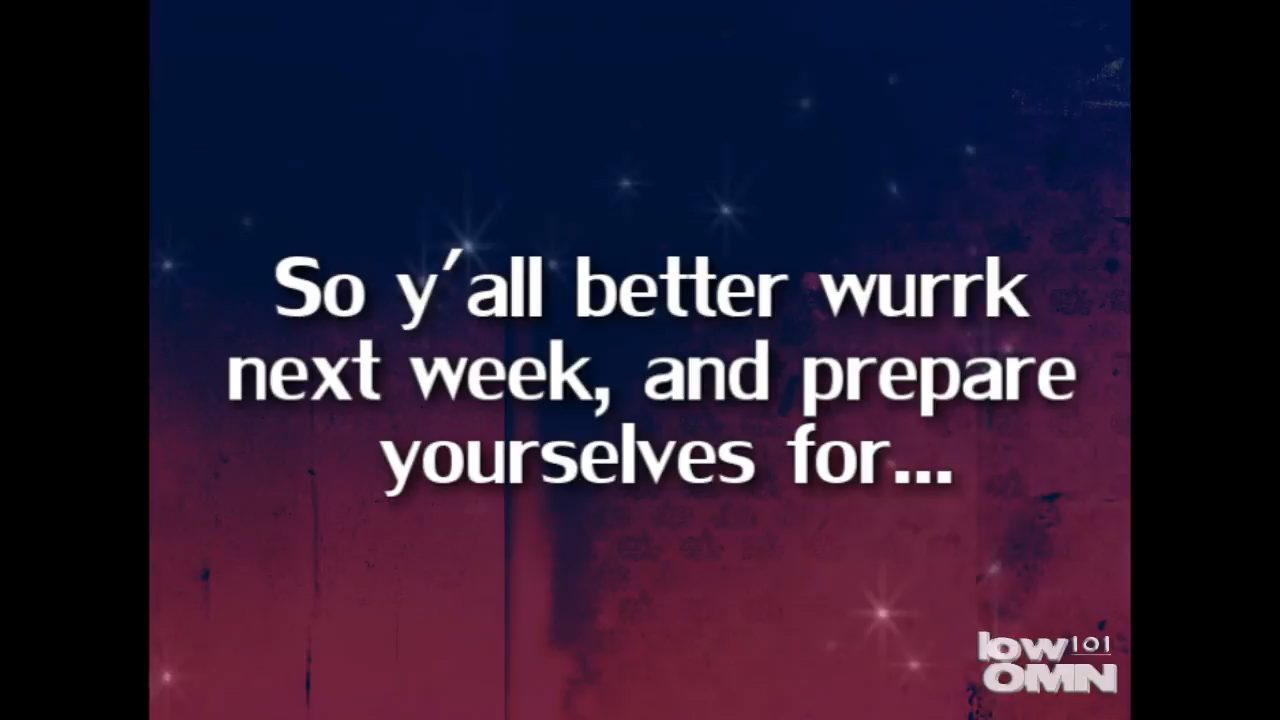 So y'all better wurrk
next week, and prepare
yourselves for...
low 101
OMN